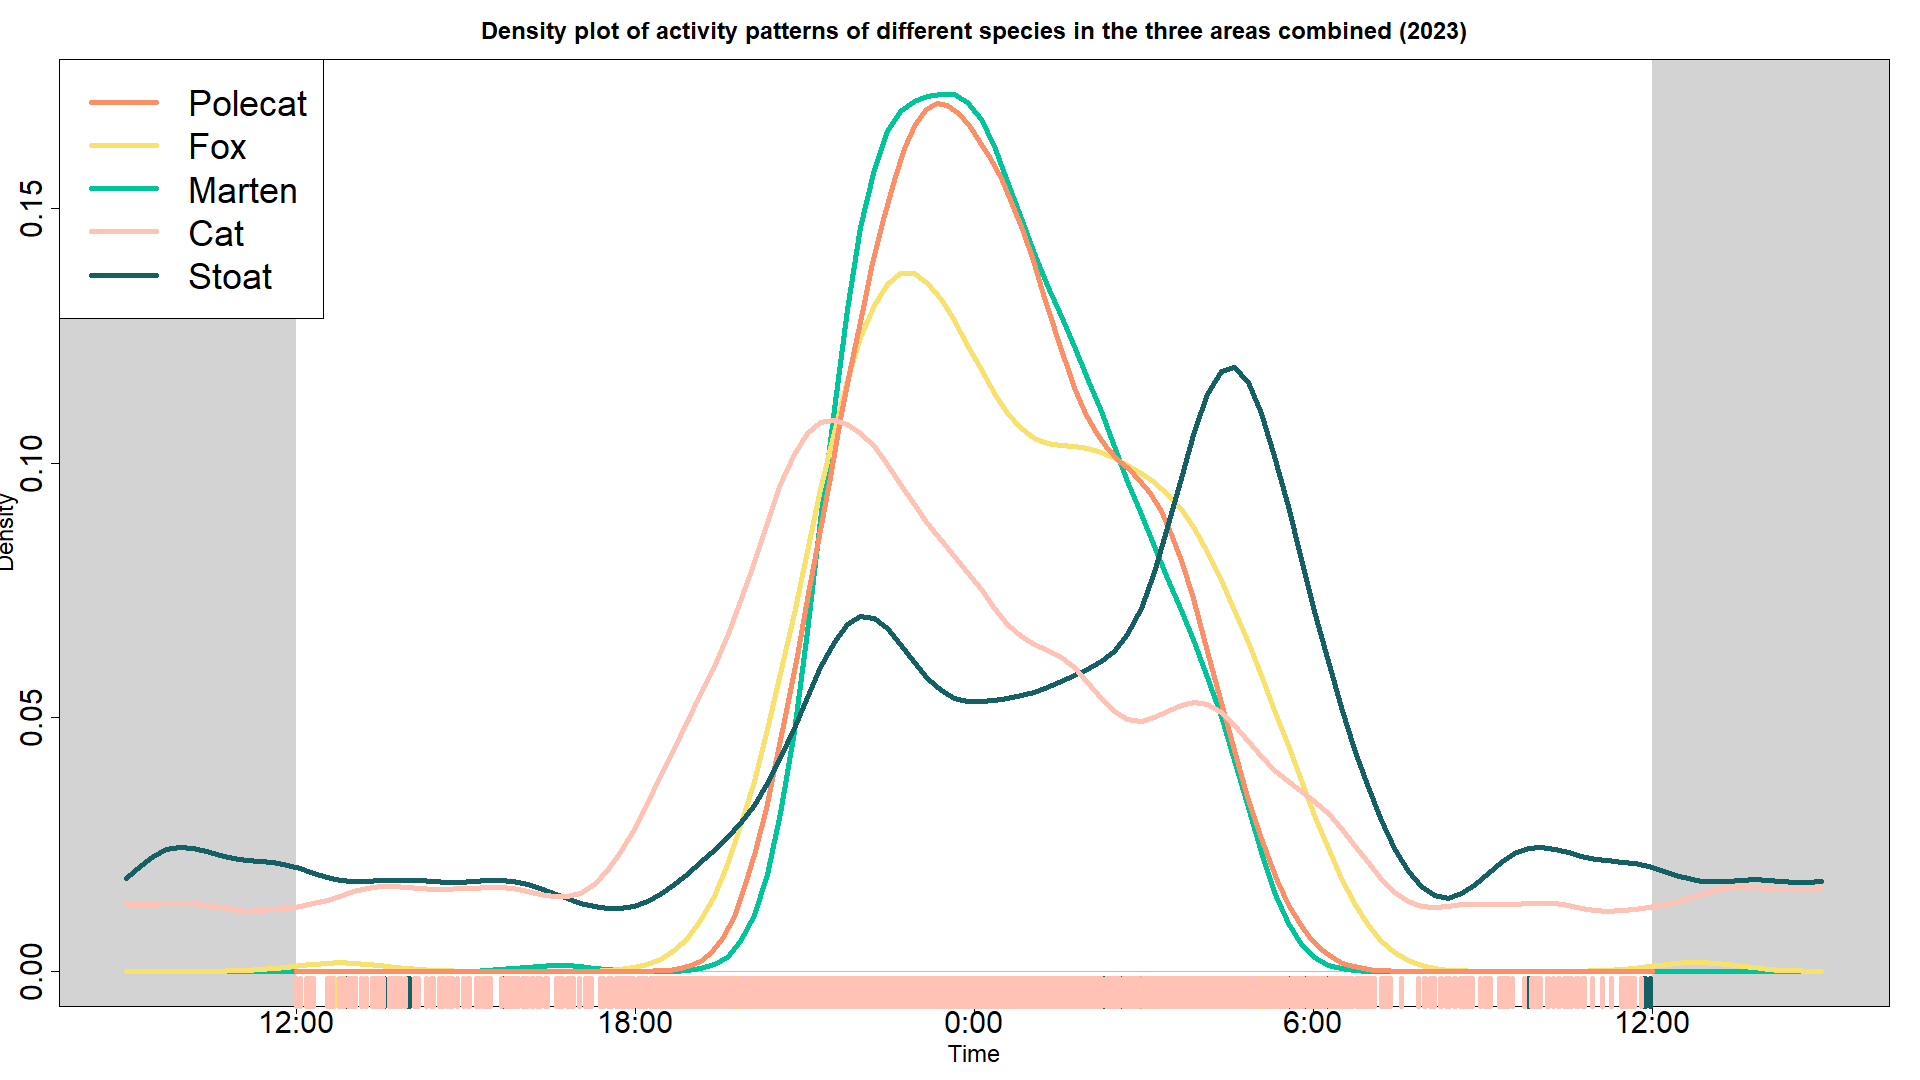 Density plot of activity patterns of different species in the three areas combined (2023)
Polecat
Fox
Marten
Cat
Stoat
0.15
0.10
0.05
0.00
Density
12:00 18:00 0:00 6:00 12:00
Time